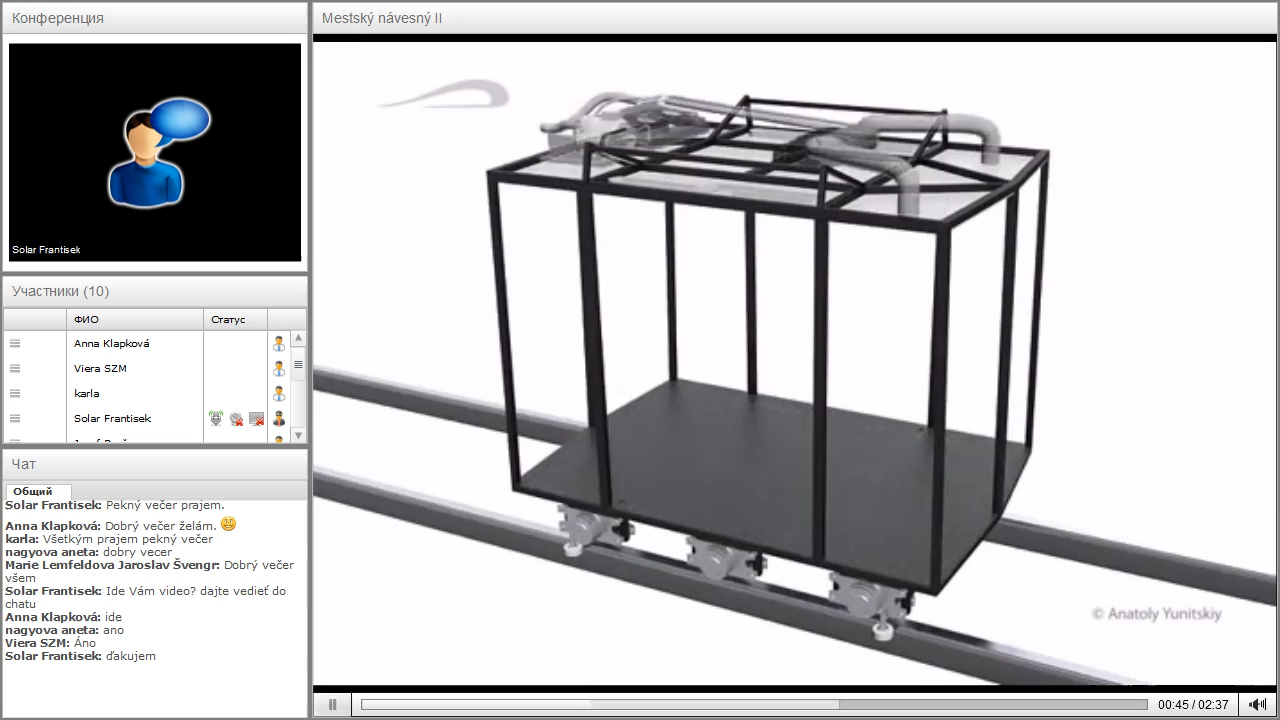 Конференция
Solar Frantisek
Участники (10)
ФИО Статус
Anna Klapková
Viera SZM
karla
Solar Frantisek
Чат
Общий
Solar Frantisek: Pekný večer prajem.
Anna Klapková: Dobrý večer želám.
karla: Všetkým prajem pekný večer
nagyova aneta: dobry vecer
Marie Lemfeldova Jaroslav Švengr: Dobrý večer
všem
Solar Frantisek: Ide Vám video? dajte vedieť do
chatu
Anna Klapková: ide
nagyova aneta: ano
Viera SZM: Áno
Solar Frantisek: ďakujem
Mestský návesný II
© Anatoly Yunitskiy
00:45 / 02:37